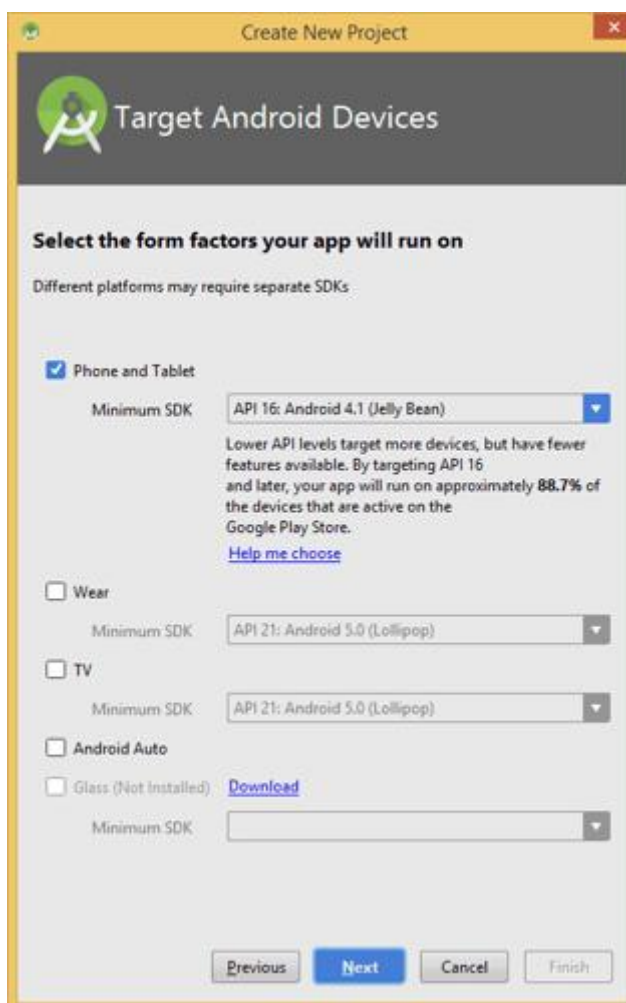 Create New Project
Target Android Devices
Select the form factors your app will run on
Different platforms may require separate SDKs
Phone and Tablet
Minimum SDK API 16: Android 4.1 (Jelly Bean)
Lower API levels target more devices, but have fewer
features available. By targeting API 16
and later, your app will run on approximately 88.7% of
the devices that are active on the
Google Play Store.
Help me choose
Wear
Minimum SDK API 21: Android 5.0 (Lollipop)
TV
Minimum SDK API 21: Android 5.0 (Lollipop)
Android Auto
Glass (Not Installed) Download
Minimum SDK
Previous Next Cancel Finish